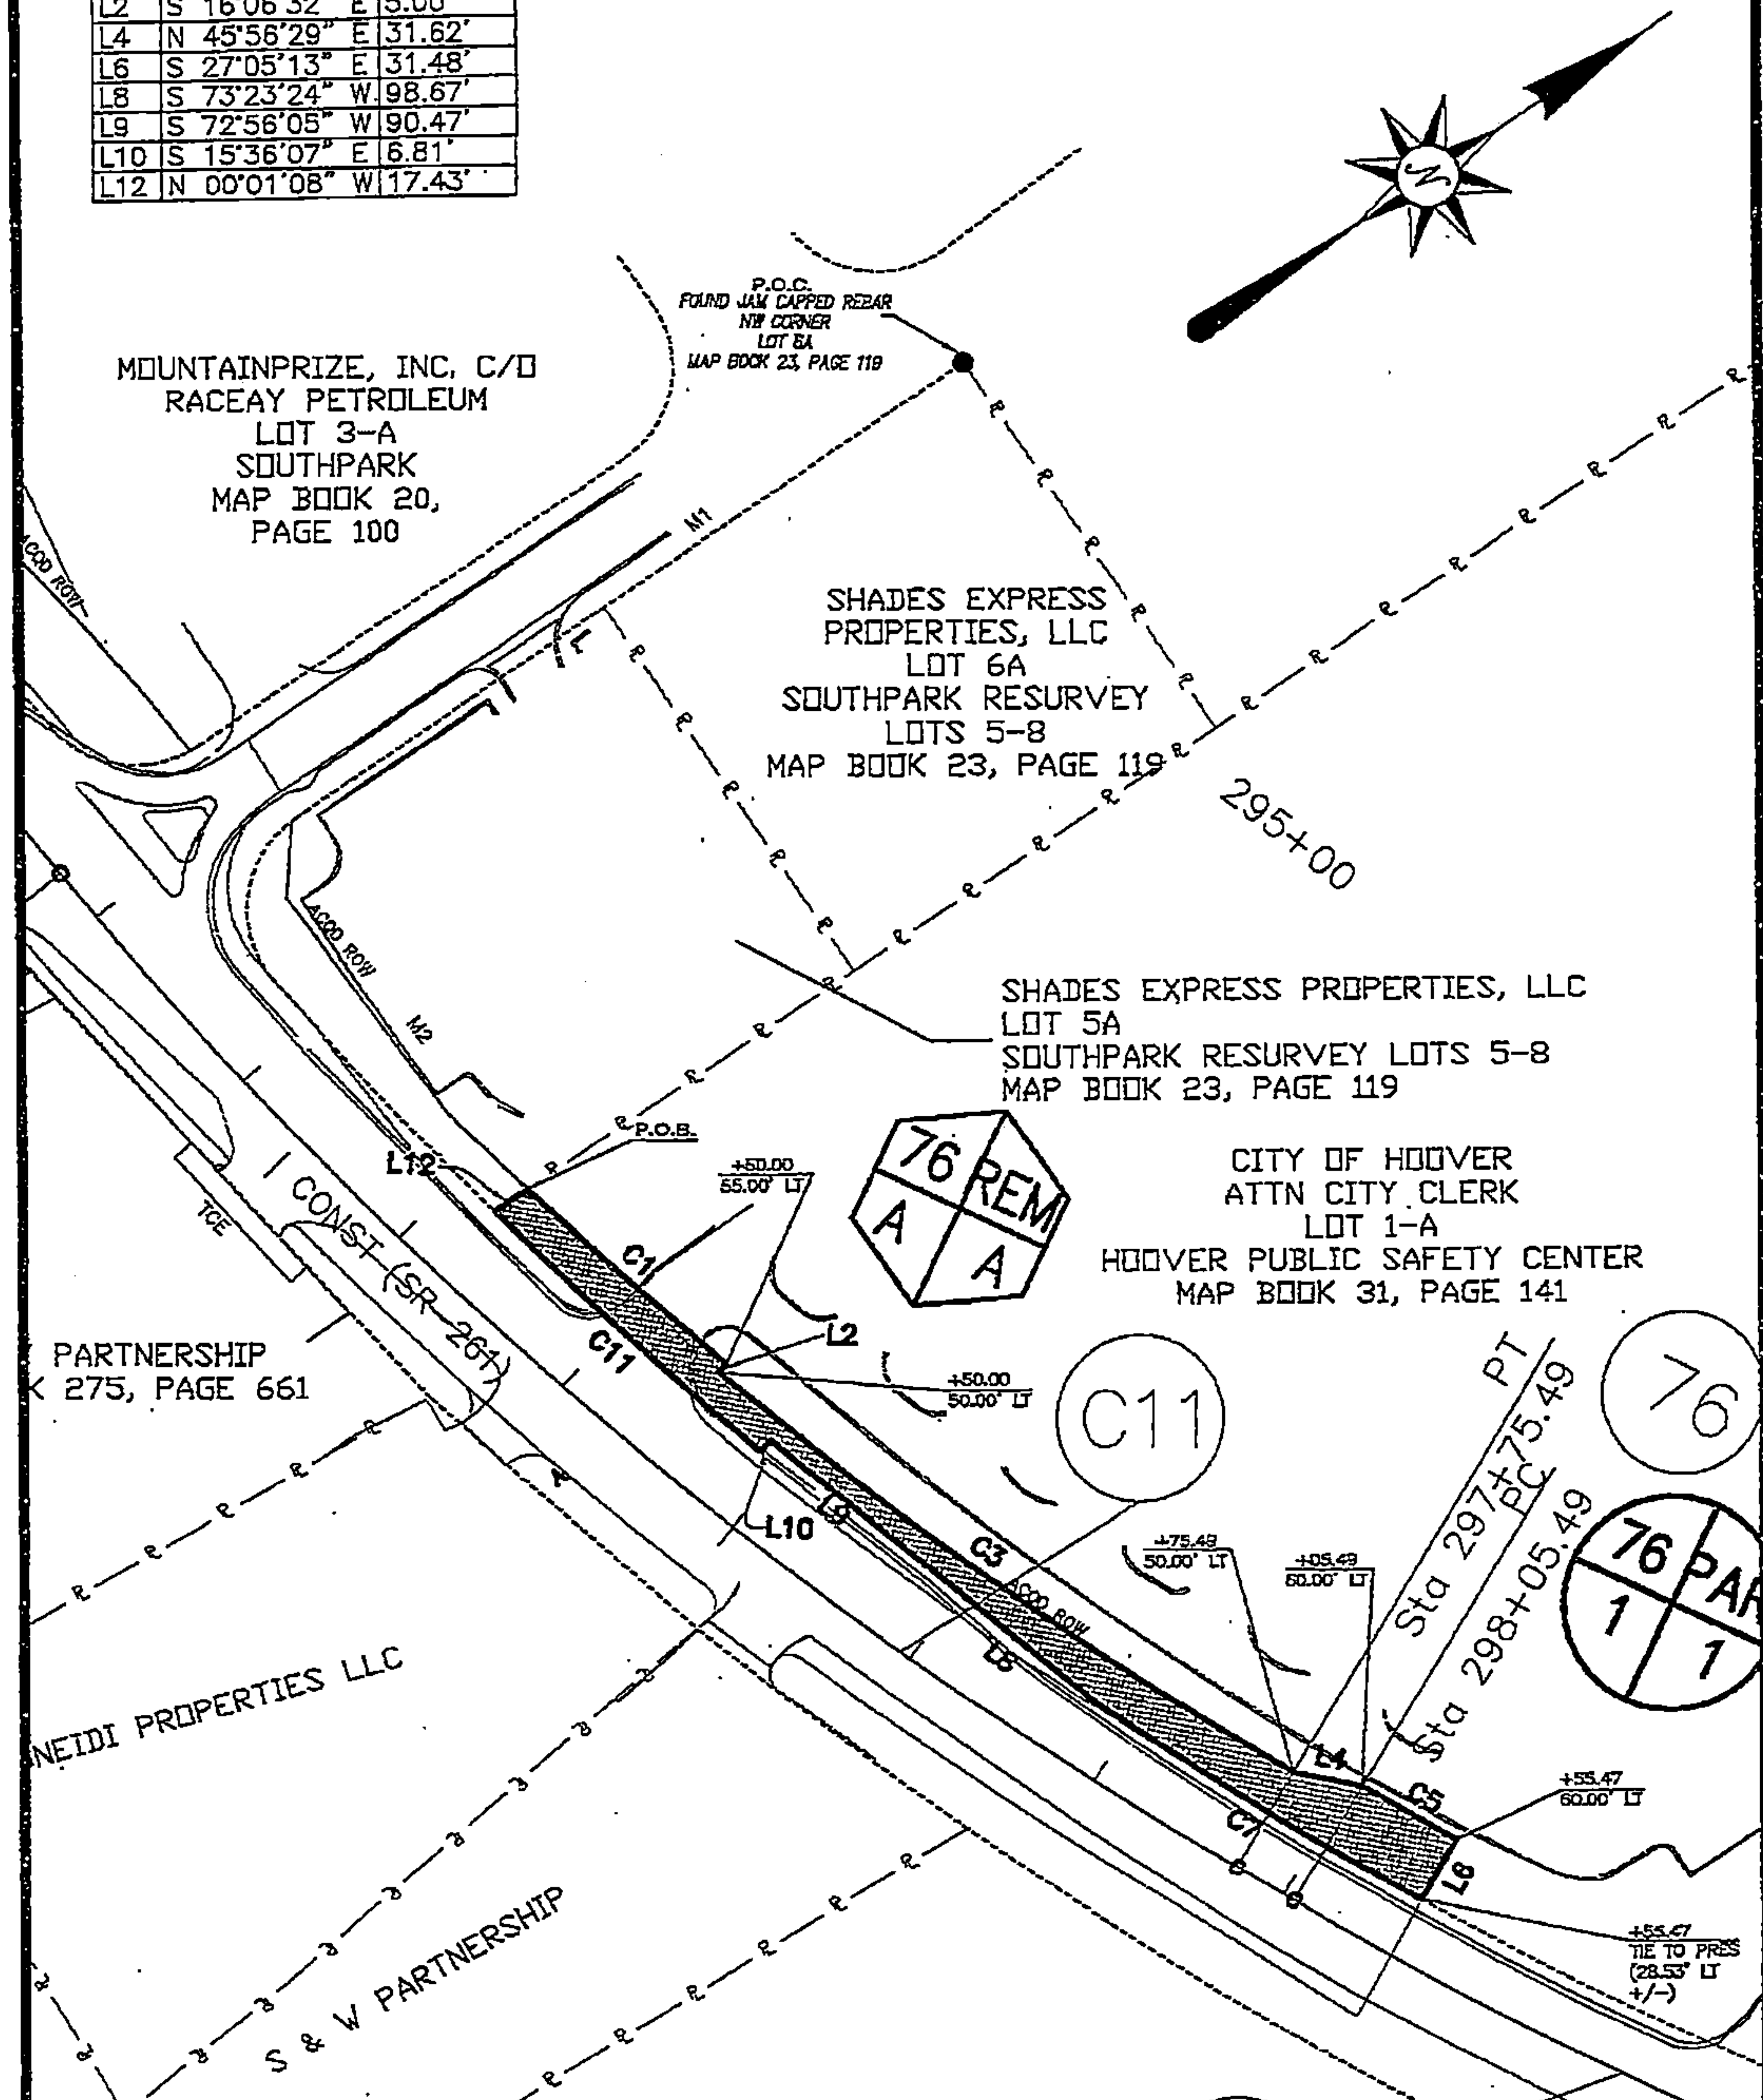 L2 S 16°06'32" E 5.00'
L4 N 45°56'29" E 31.62'
L6 S 27°05'13" E 31.48'
L8 S 73°23'24" W 98.67'
L9 S 72°56'05" W 90.47'
L10 S 15°36'07" E 6.81'
L12 N 00°01'08" W 17.43'
N
P.O.C.
FOUND JAM CAPPED REBAR
NW CORNER
LOT 6A
MAP BOOK 23, PAGE 119
MOUNTAINPRIZE, INC. C/O
RACEAY PETROLEUM
LOT 3-A
SOUTHPARK
MAP BOOK 20,
PAGE 100
ACQD ROW
M1
SHADES EXPRESS
PROPERTIES, LLC
LOT 6A
SOUTHPARK RESURVEY
LOTS 5-8
MAP BOOK 23, PAGE 119
295+00
ACQD ROW
M2
SHADES EXPRESS PROPERTIES, LLC
LOT 5A
SOUTHPARK RESURVEY LOTS 5-8
MAP BOOK 23, PAGE 119
P.O.B.
L12
+50.00
55.00' LT
76 REM
A A
CITY OF HOOVER
ATTN CITY CLERK
LOT 1-A
HOOVER PUBLIC SAFETY CENTER
MAP BOOK 31, PAGE 141
TCE
CONST (SR-261)
C1
C11
L2
+50.00
50.00' LT
PARTNERSHIP
K 275, PAGE 661
C11
PT
Sta 297+75.49
PC
Sta 298+05.49
76
L10
L9
C3
ACQD ROW
L8
+75.49
50.00' LT
+05.49
60.00' LT
76 PAR
1 1
NEIDI PROPERTIES LLC
L4
C5
C7
L6
+55.47
60.00' LT
+55.47
TIE TO PRES
(28.53' LT
+/-)
S & W PARTNERSHIP